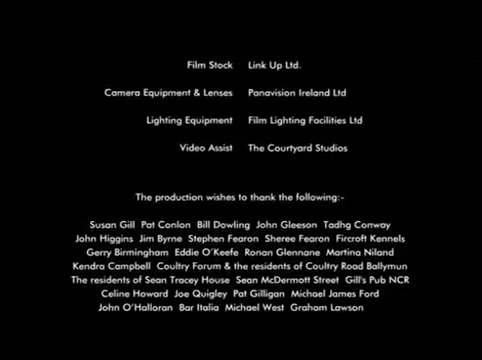 Film Stock Link Up Ltd.
Camera Equipment & Lenses Panavision Ireland Ltd
Lighting Equipment Film Lighting Facilities Ltd
Video Assist The Courtyard Studios
The production wishes to thank the following:-
Susan Gill Pat Conlon Bill Dowling John Gleeson Tadhg Conway
John Higgins Jim Byrne Stephen Fearon Sheree Fearon Fircroft Kennels
Gerry Birmingham Eddie O'Keefe Ronan Glennane Martina Niland
Kendra Campbell Coultry Forum & the residents of Coultry Road Ballymun
The residents of Sean Tracey House Sean McDermott Street Gill's Pub NCR
Celine Howard Joe Quigley Pat Gilligan Michael James Ford
John O'Halloran Bar Italia Michael West Graham Lawson